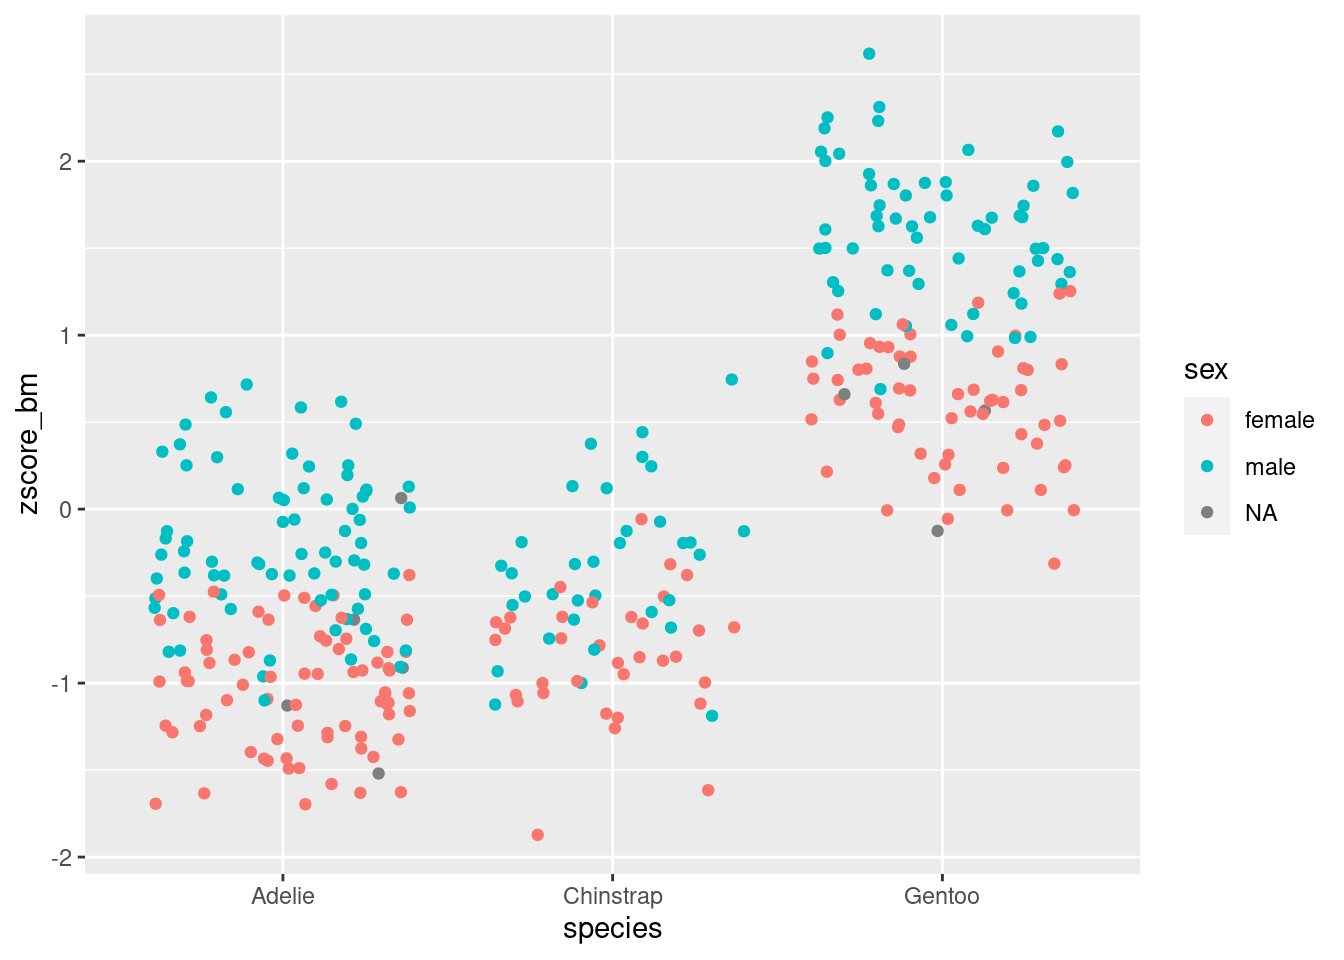 zscore_bm
2
1
0
-1
-2
Adelie
Chinstrap
Gentoo
species
sex
female
male
NA